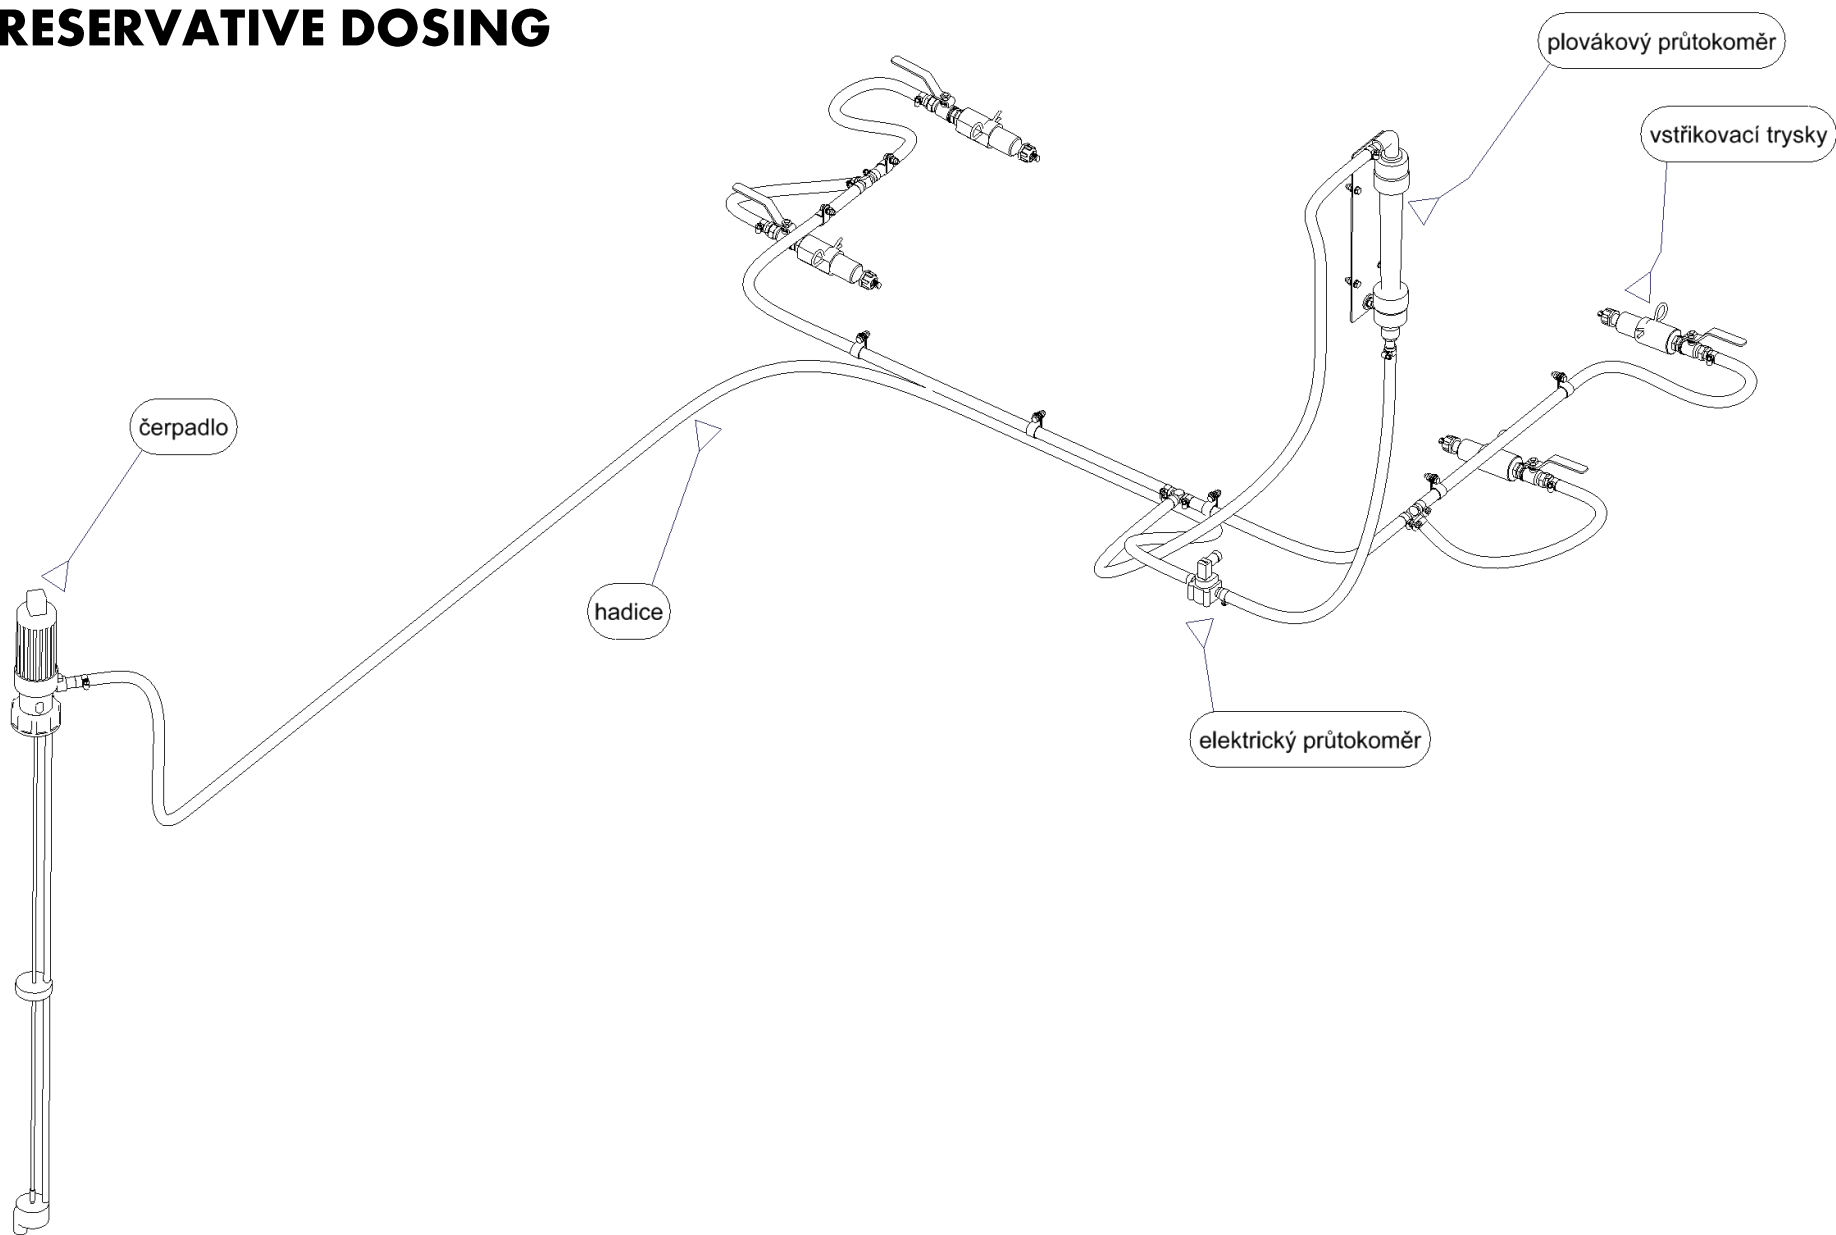 RESERVATIVE DOSING
plovákový průtokoměr
vstřikovací trysky
čerpadlo
hadice
elektrický průtokoměr